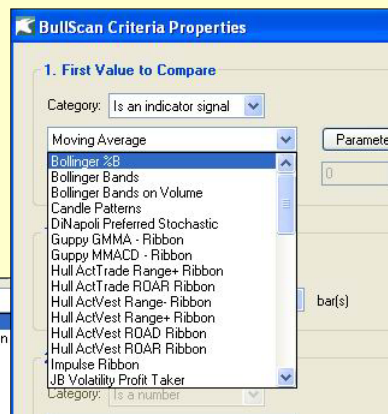 BullScan Criteria Properties
1. First Value to Compare
Category: Is an indicator signal
Moving Average
Paramete
0
Bollinger %B
Bollinger Bands
Bollinger Bands on Volume
Candle Patterns
DiNapoli Preferred Stochastic
Guppy GMMA - Ribbon
Guppy MMACD - Ribbon
Hull ActTrade Range+ Ribbon
Hull ActTrade ROAR Ribbon
Hull ActVest Range- Ribbon
Hull ActVest Range+ Ribbon
bar(s)
Hull ActVest ROAD Ribbon
Hull ActVest ROAR Ribbon
Impulse Ribbon
JB Volatility Profit Taker
Category: Is a number